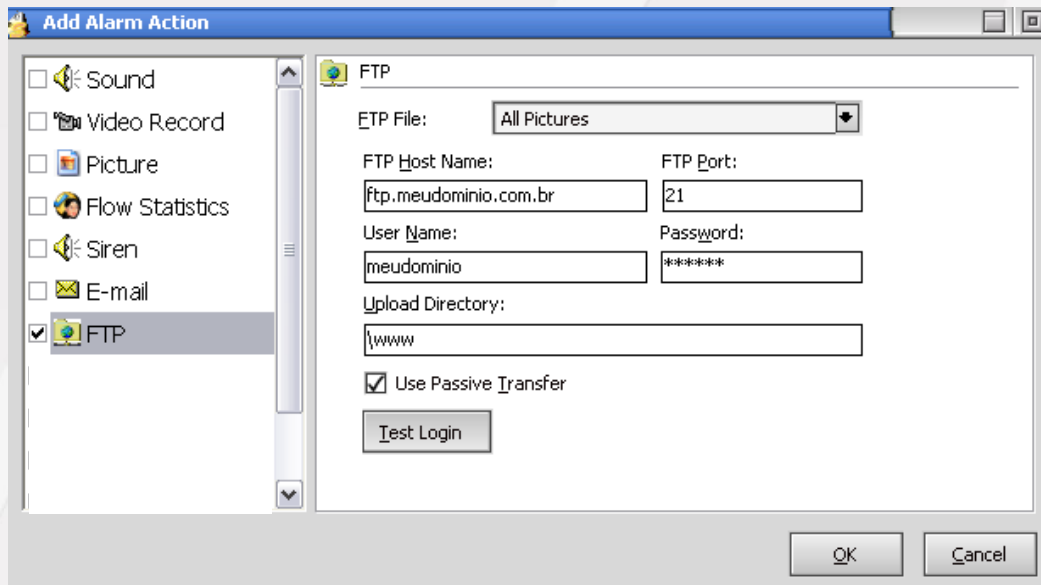 Add Alarm Action
Sound
Video Record
Picture
Flow Statistics
Siren
E-mail
FTP
FTP
FTP File: All Pictures
FTP Host Name: FTP Port:
ftp.meudominio.com.br 21
User Name: Password:
meudominio ******
Upload Directory:
\www
Use Passive Transfer
Test Login
OK Cancel